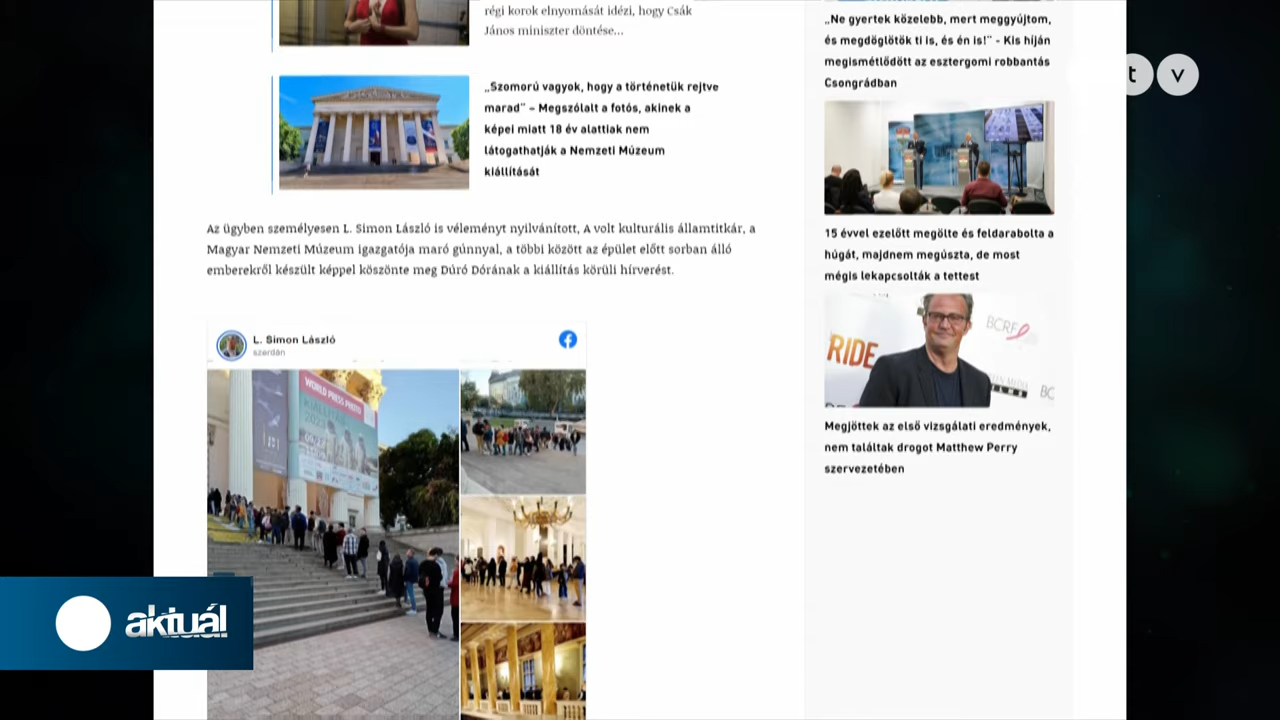 régi korok elnyomását idézi, hogy Csák
János miniszter döntése...
„Szomorú vagyok, hogy a történetük rejtve
marad" – Megszólalt a fotós, akinek a
képei miatt 18 év alattiak nem
látogathatják a Nemzeti Múzeum
kiállítását
Az ügyben személyesen L. Simon László is véleményt nyilvánított, A volt kulturális államtitkár, a
Magyar Nemzeti Múzeum igazgatója maró gúnnyal, a többi között az épület előtt sorban álló
emberekről készült képpel köszönte meg Dúró Dórának a kiállítás körüli hírverést.
L. Simon László
szerdán
WORLD PRESS PHOTO
KIÁLLÍTÁS
2023
„Ne gyertek közelebb, mert meggyújtom,
és megdöglötök ti is, és én is!" - Kis híján
megismétlődött az esztergomi robbantás
Csongrádban
15 évvel ezelőtt megölte és feldarabolta a
húgát, majdnem megúszta, de most
mégis lekapcsolták a tettest
RIDE
BCRF
BC
Megjöttek az első vizsgálati eredmények,
nem találtak drogot Matthew Perry
szervezetében
t v
aktuál